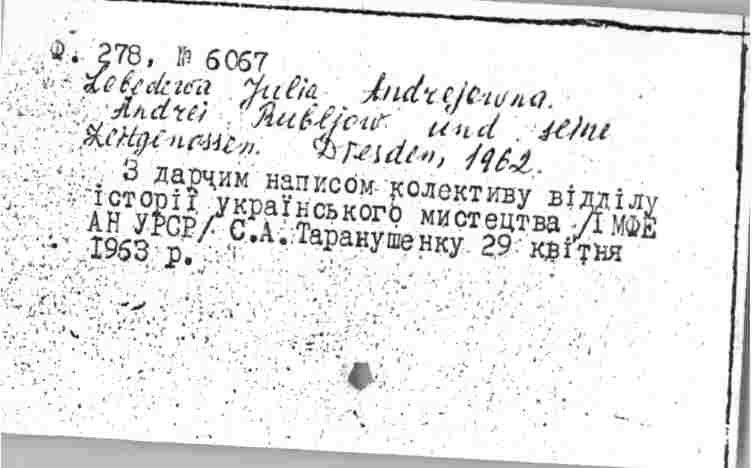 Ф. 278, № 6067
Lebedewa Julia Andrejewna.
Andrei Rubljow und seine
Zeitgenossen. Dresden, 1962.
З дарчим написом колективу відділу
історії українського мистецтва /ІМФЕ
АН УРСР/ С.А.Таранушенку 29 квітня
1963 р.